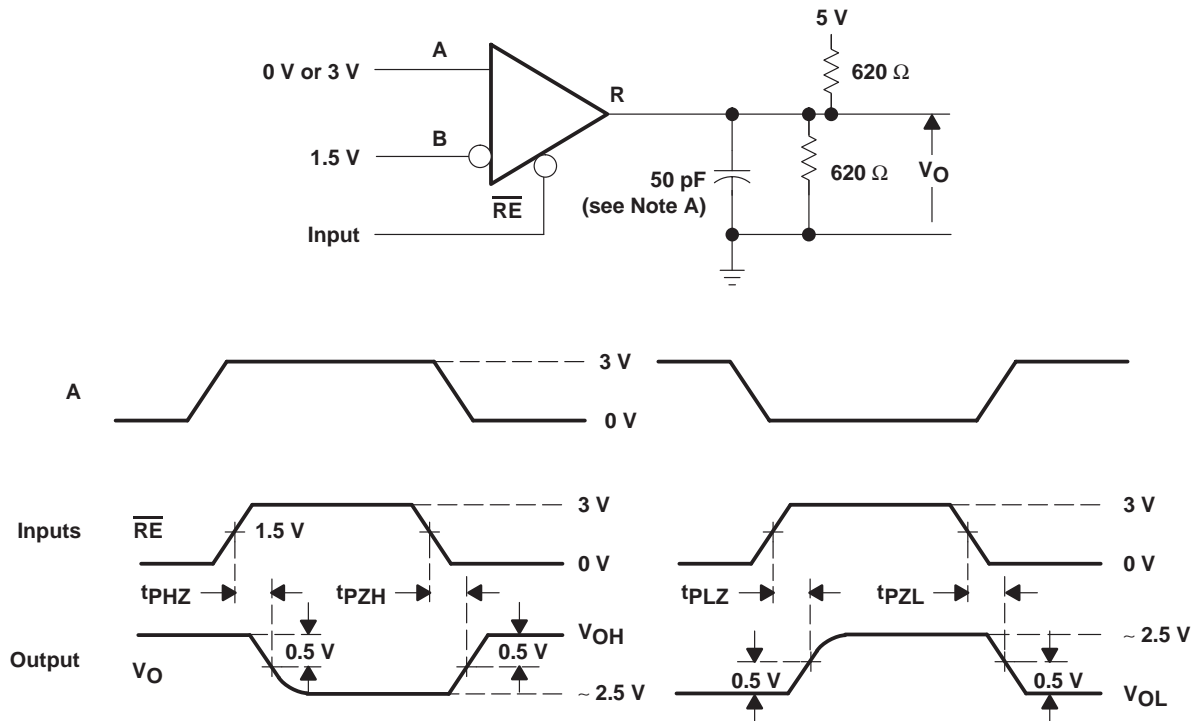 5 V
A
620 Ω
0 V or 3 V
R
B
1.5 V
50 pF
(see Note A)
620 Ω
VO
RE
Input
A
3 V
0 V
Inputs
RE
1.5 V
3 V
0 V
3 V
0 V
tPHZ
tPZH
tPLZ
tPZL
Output
VO
0.5 V
0.5 V
VOH
~ 2.5 V
0.5 V
0.5 V
~ 2.5 V
VOL